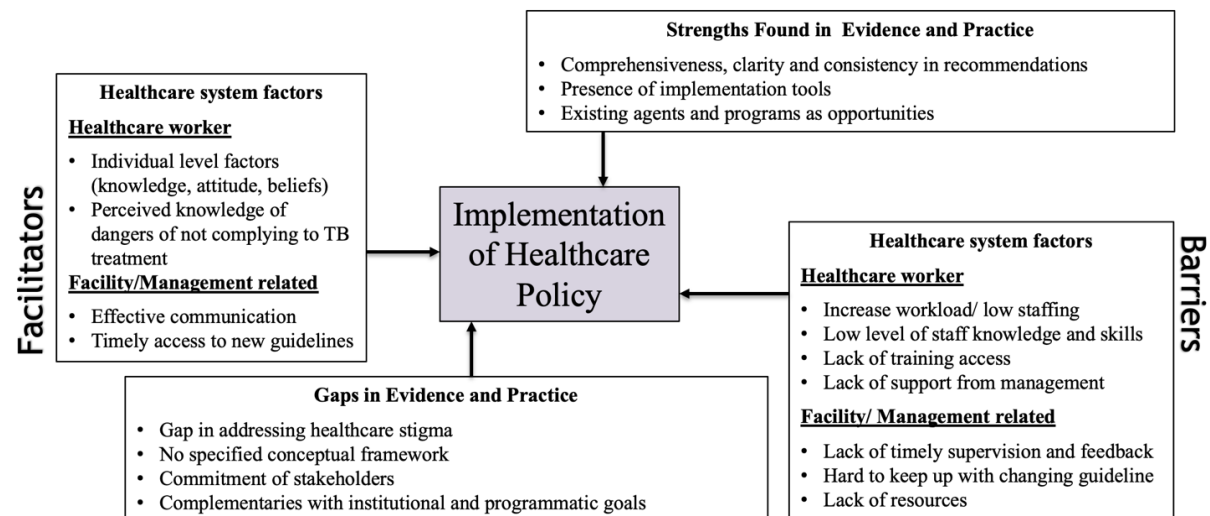 Strengths Found in Evidence and Practice
• Comprehensiveness, clarity and consistency in recommendations
• Presence of implementation tools
• Existing agents and programs as opportunities
Facilitators
Healthcare system factors
Healthcare worker
• Individual level factors
(knowledge, attitude, beliefs)
• Perceived knowledge of
dangers of not complying to TB
treatment
Facility/Management related
• Effective communication
• Timely access to new guidelines
Implementation
of Healthcare
Policy
Barriers
Healthcare system factors
Healthcare worker
• Increase workload/ low staffing
• Low level of staff knowledge and skills
• Lack of training access
• Lack of support from management
Facility/ Management related
• Lack of timely supervision and feedback
• Hard to keep up with changing guideline
• Lack of resources
Gaps in Evidence and Practice
• Gap in addressing healthcare stigma
• No specified conceptual framework
• Commitment of stakeholders
• Complementaries with institutional and programmatic goals